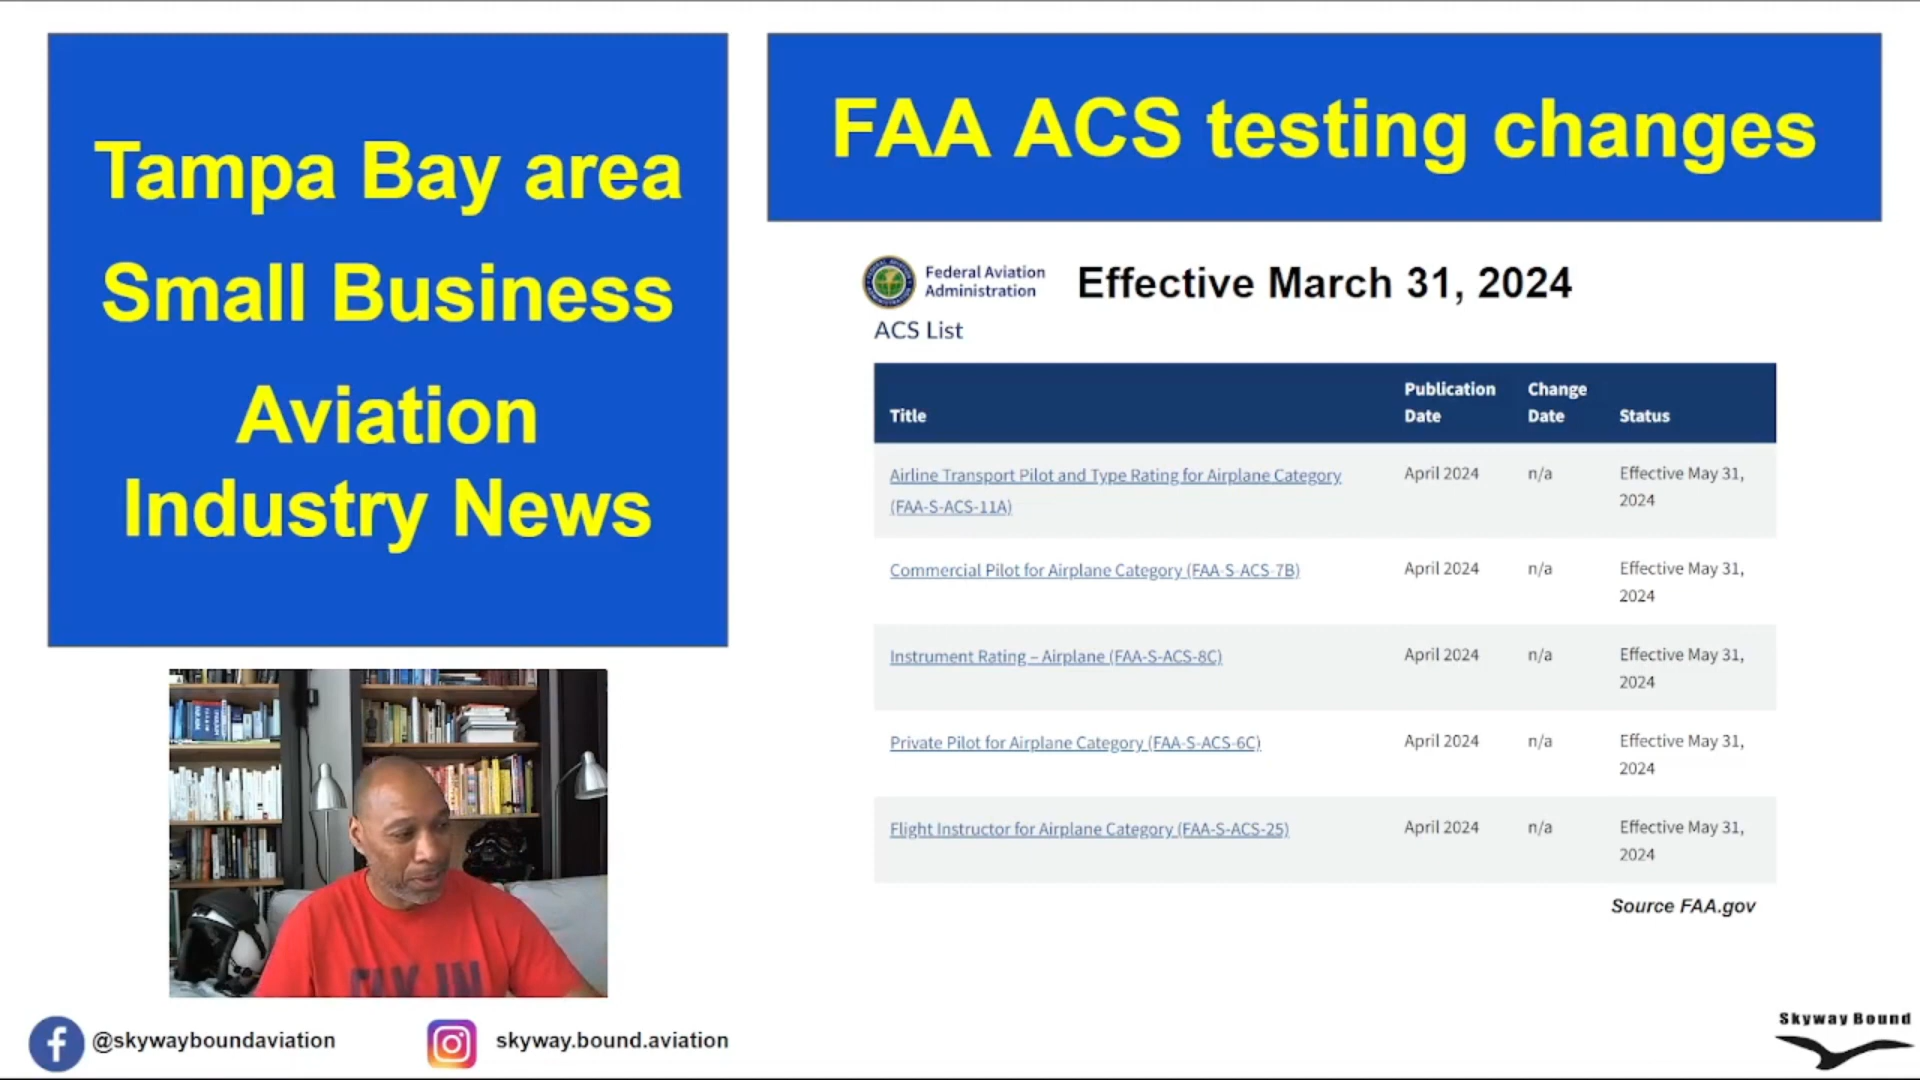 Tampa Bay area
Small Business
Aviation
Industry News
FAA ACS testing changes
Federal Aviation
Administration
Effective March 31, 2024
ACS List
Title
Publication
Date
Change
Date
Status
Airline Transport Pilot and Type Rating for Airplane Category
(FAA-S-ACS-11A)
April 2024
n/a
Effective May 31,
2024
Commercial Pilot for Airplane Category (FAA-S-ACS-7B)
April 2024
n/a
Effective May 31,
2024
Instrument Rating – Airplane (FAA-S-ACS-8C)
April 2024
n/a
Effective May 31,
2024
Private Pilot for Airplane Category (FAA-S-ACS-6C)
April 2024
n/a
Effective May 31,
2024
Flight Instructor for Airplane Category (FAA-S-ACS-25)
April 2024
n/a
Effective May 31,
2024
Source FAA.gov
@skywayboundaviation
skyway.bound.aviation
Skyway Bound